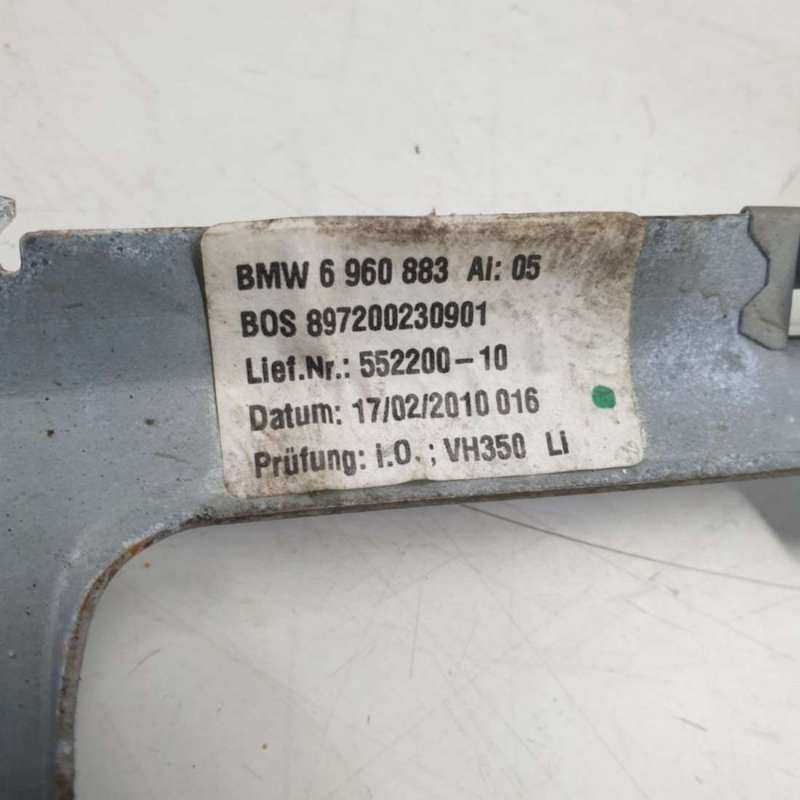 BMW 6 960 883 AI: 05
BOS 897200230901
Lief.Nr.: 552200-10
Datum: 17/02/2010 016
Prüfung: i.O. ; VH350 Li